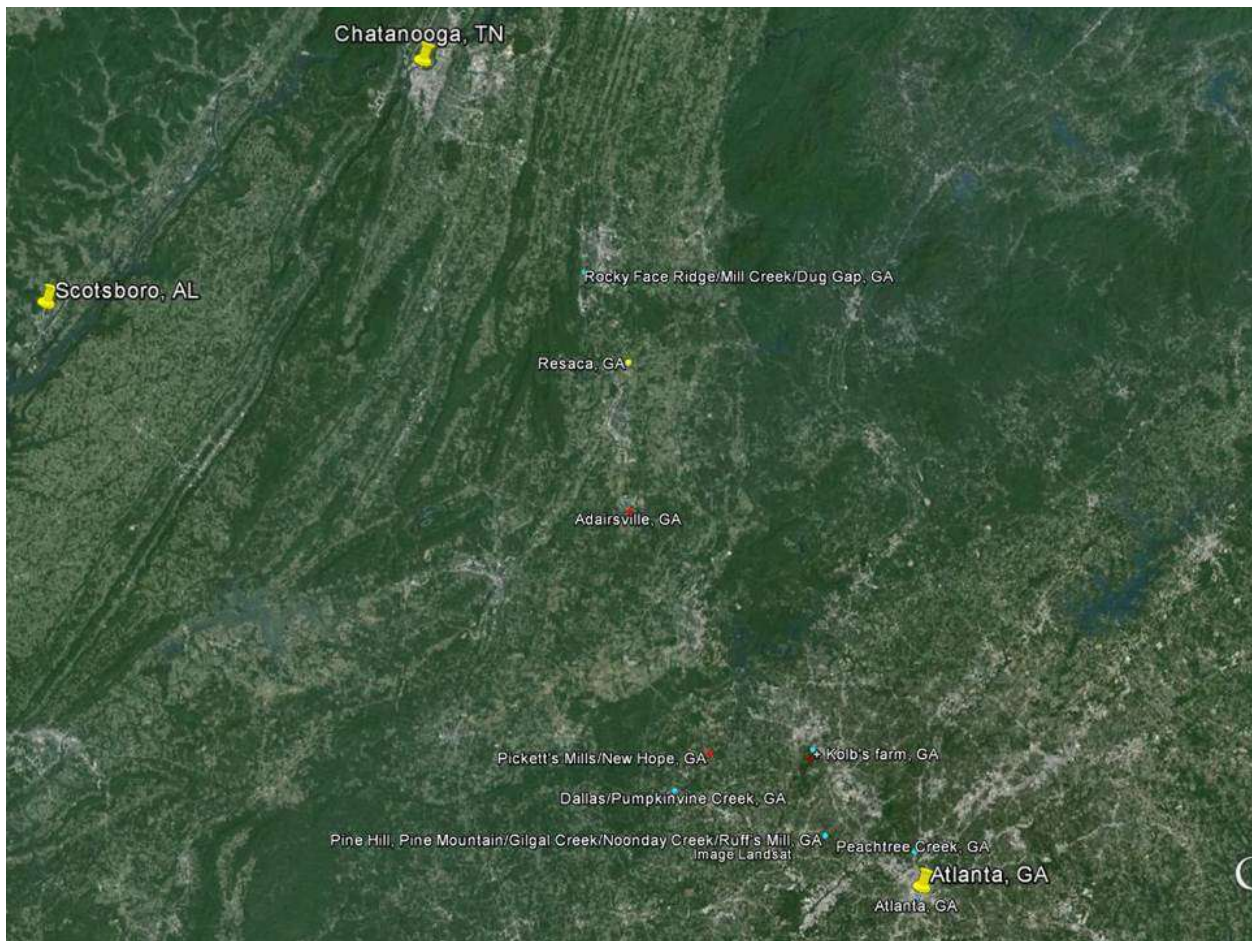 Chatanooga, TN
Rocky Face Ridge/Mill Creek/Dug Gap, GA
Scotsboro, AL
Resaca, GA
Adairsville, GA
Pickett's Mills/New Hope, GA
Kolb's farm, GA
Dallas/Pumpkinvine Creek, GA
Pine Hill, Pine Mountain/Gilgal Creek/Noonday Creek/Ruff's Mill, GA
Peachtree Creek, GA
Image Landsat
Atlanta, GA
Atlanta, GA